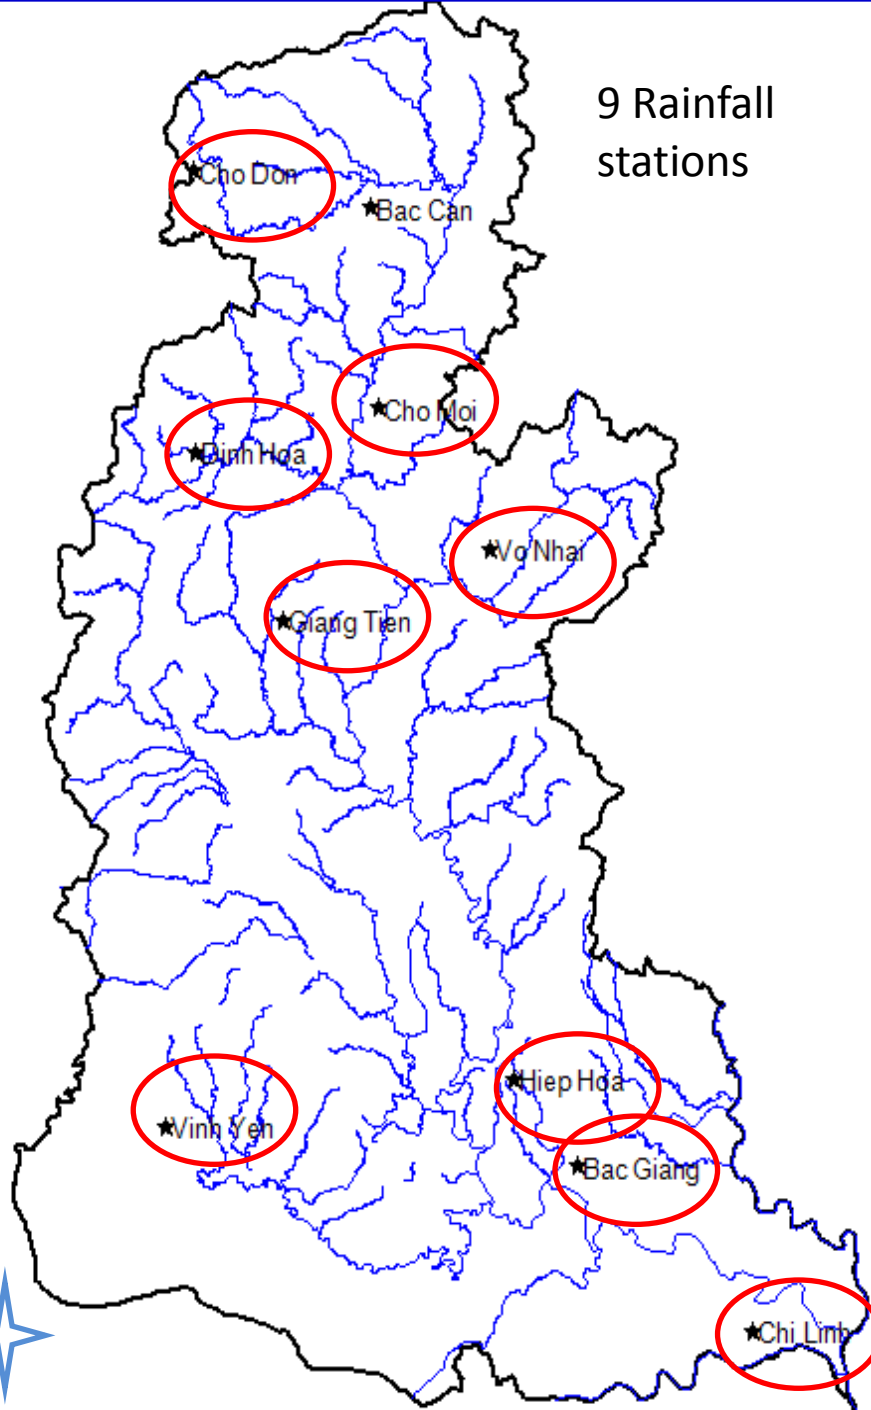 9 Rainfall
stations
Cho Don
Bac Can
Cho Moi
Dinh Hoa
Vo Nhai
Giang Tien
Hiep Hoa
Vinh Yen
Bac Giang
Chi Linh